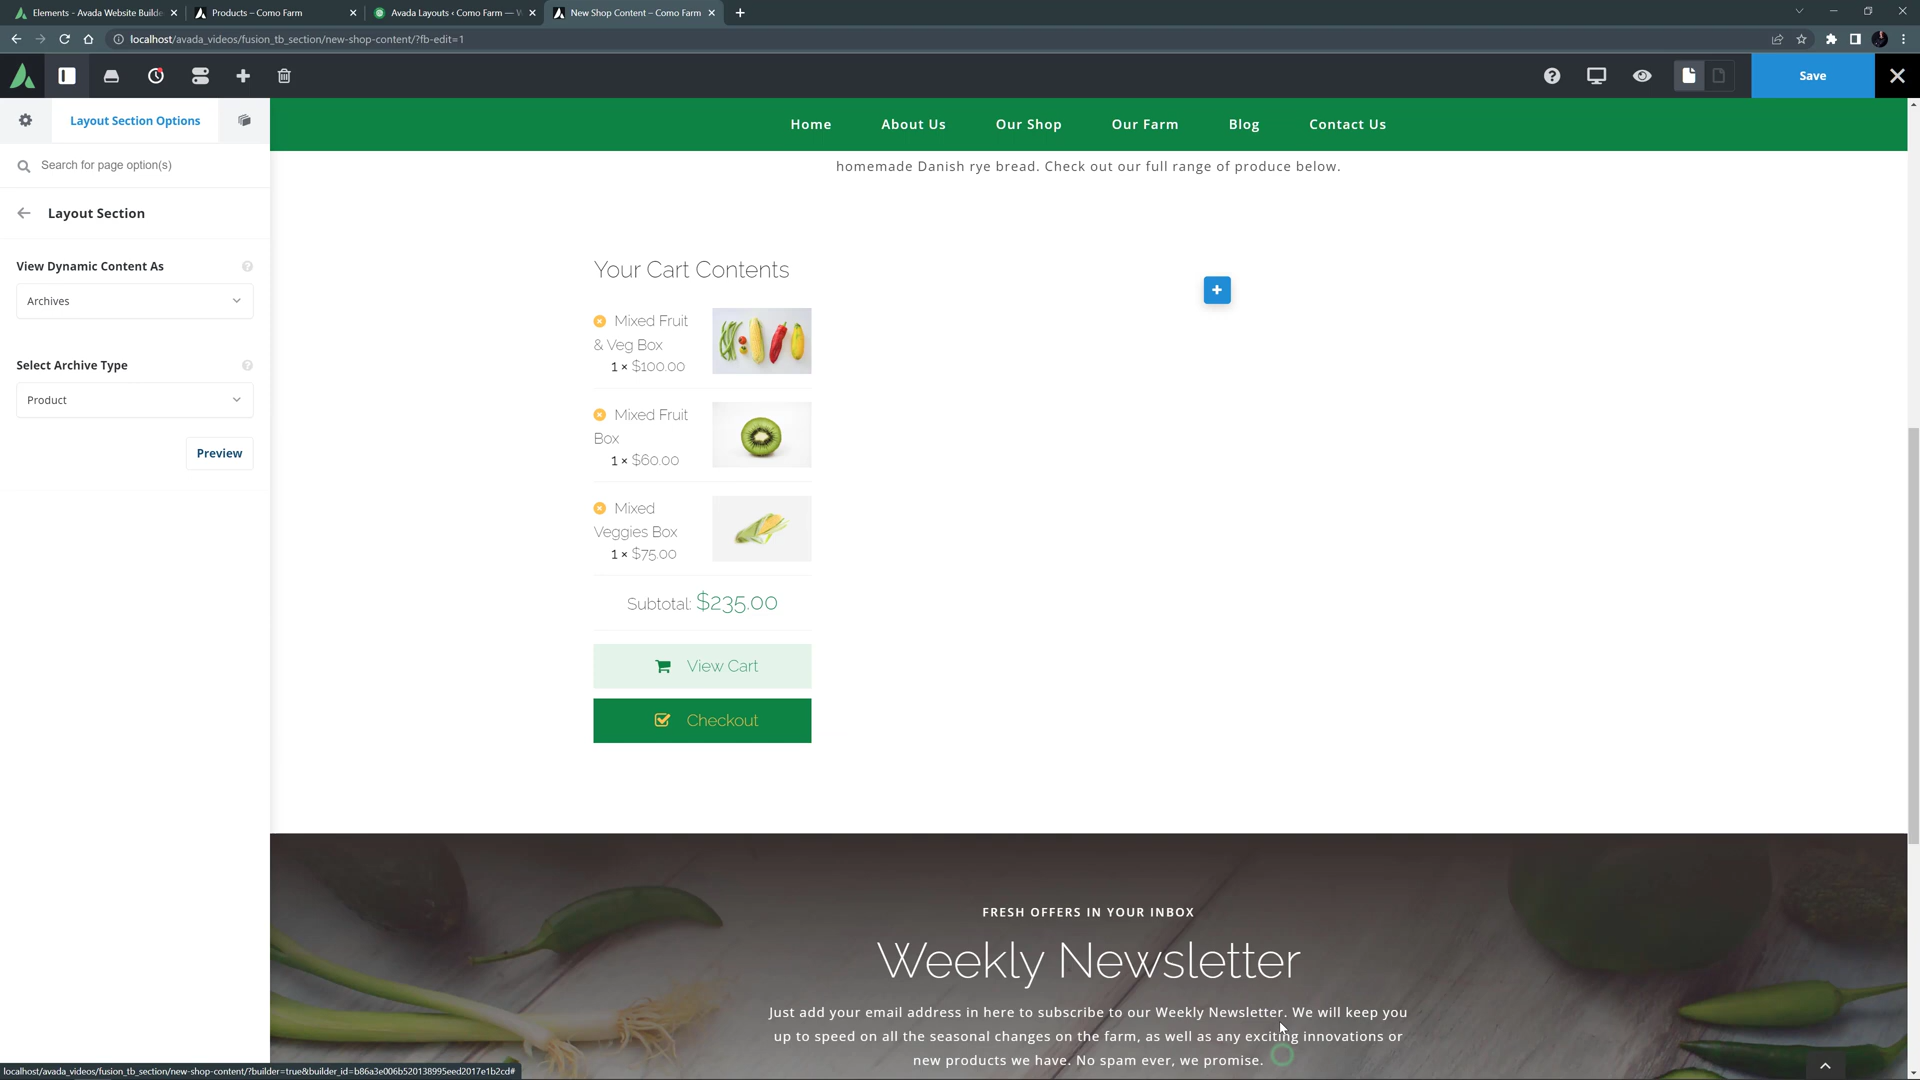 Elements - Avada Website Builde
Products – Como Farm
Avada Layouts ‹ Como Farm — W
New Shop Content – Como Farm
localhost/avada_videos/fusion_tb_section/new-shop-content/?fb-edit=1
Save
Layout Section Options
Search for page option(s)
Layout Section
View Dynamic Content As
Archives
Select Archive Type
Product
Preview
Home
About Us
Our Shop
Our Farm
Blog
Contact Us
homemade Danish rye bread. Check out our full range of produce below.
Your Cart Contents
Mixed Fruit
& Veg Box
1 × $100.00
Mixed Fruit
Box
1 × $60.00
Mixed
Veggies Box
1 × $75.00
Subtotal: $235.00
View Cart
Checkout
FRESH OFFERS IN YOUR INBOX
Weekly Newsletter
Just add your email address in here to subscribe to our Weekly Newsletter. We will keep you
up to speed on all the seasonal changes on the farm, as well as any exciting innovations or
new products we have. No spam ever, we promise.
localhost/avada_videos/fusion_tb_section/new-shop-content/?builder=true&builder_id=b86a3e006b520138995eed2017e1b2cd#